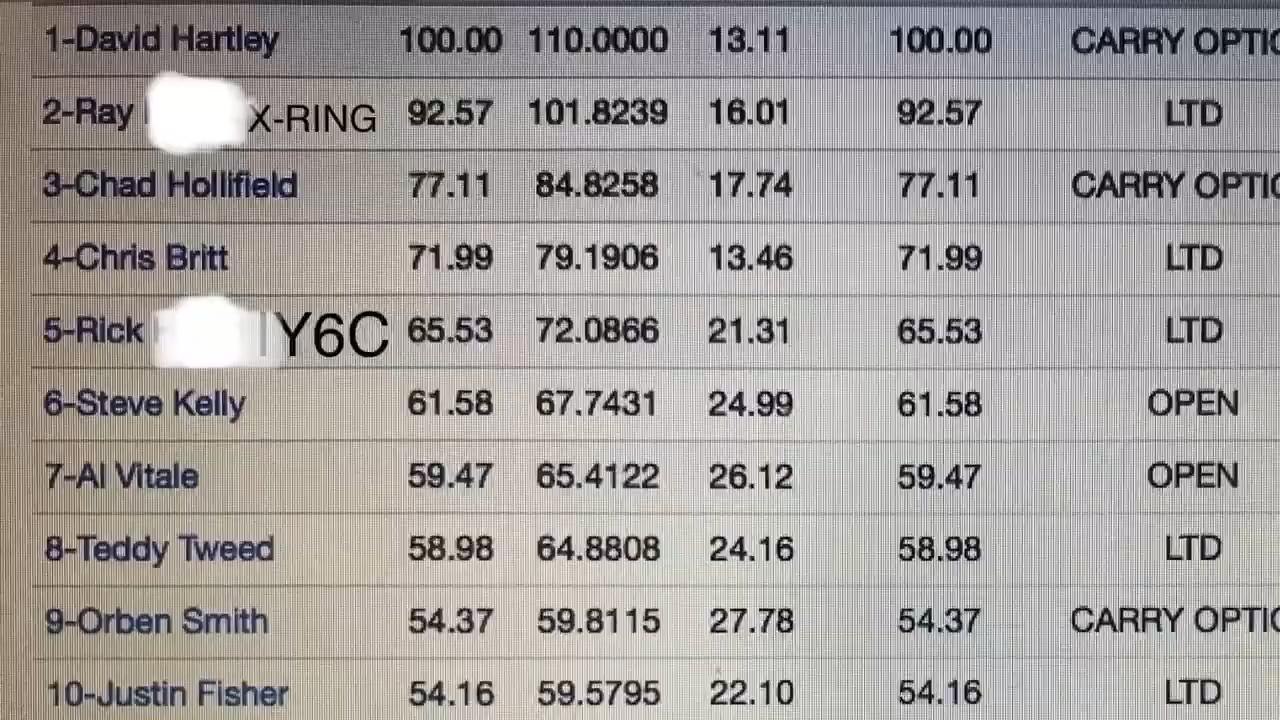 1-David Hartley 100.00 110.0000 13.11 100.00 CARRY OPTIC
2-Ray X-RING 92.57 101.8239 16.01 92.57 LTD
3-Chad Hollifield 77.11 84.8258 17.74 77.11 CARRY OPTIC
4-Chris Britt 71.99 79.1906 13.46 71.99 LTD
5-Rick Y6C 65.53 72.0866 21.31 65.53 LTD
6-Steve Kelly 61.58 67.7431 24.99 61.58 OPEN
7-Al Vitale 59.47 65.4122 26.12 59.47 OPEN
8-Teddy Tweed 58.98 64.8808 24.16 58.98 LTD
9-Orben Smith 54.37 59.8115 27.78 54.37 CARRY OPTIC
10-Justin Fisher 54.16 59.5795 22.10 54.16 LTD